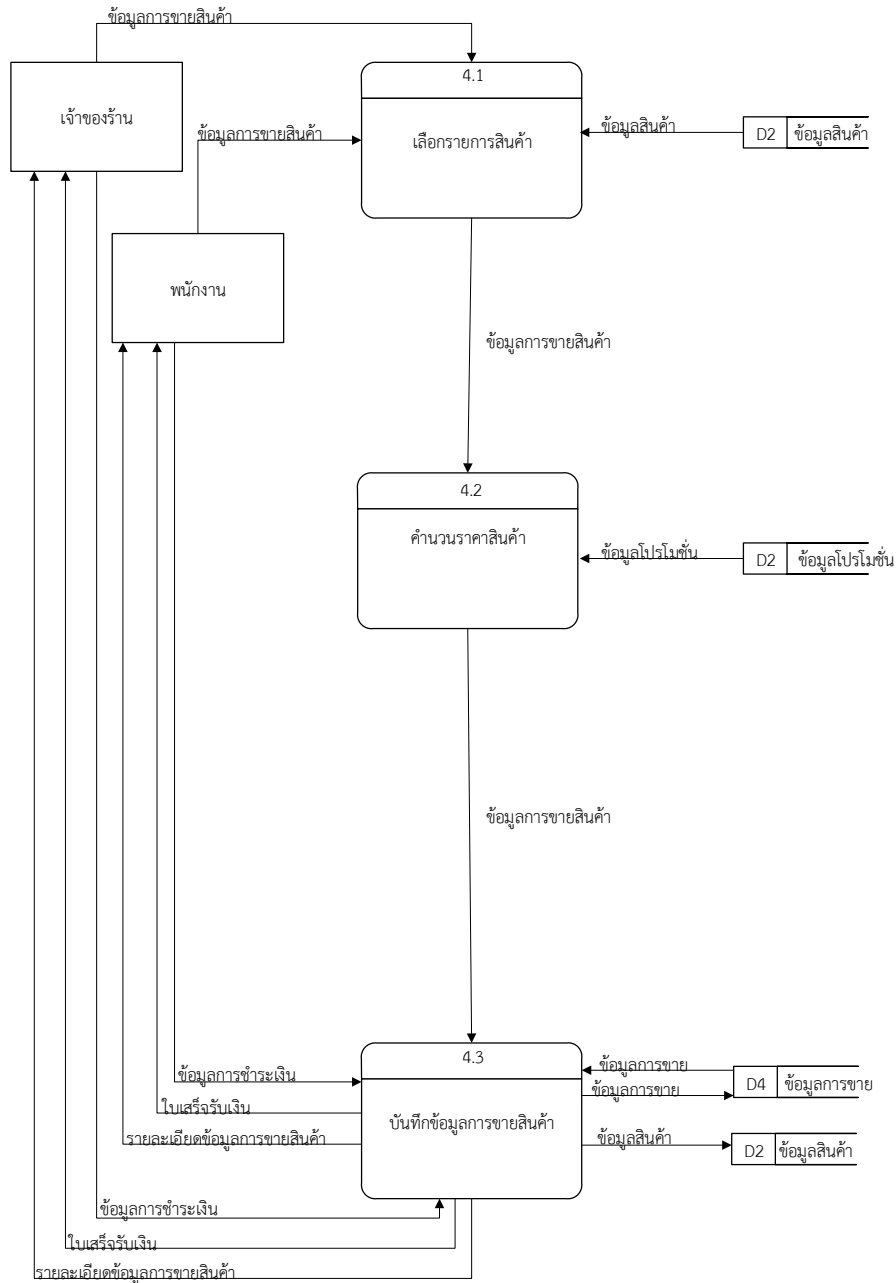 ข้อมูลการขายสินค้า
4.1
เจ้าของร้าน
ข้อมูลการขายสินค้า
เลือกรายการสินค้า
ข้อมูลสินค้า
D2
ข้อมูลสินค้า
พนักงาน
ข้อมูลการขายสินค้า
4.2
คำนวนราคาสินค้า
ข้อมูลโปรโมชั่น
D2
ข้อมูลโปรโมชั่น
ข้อมูลการขายสินค้า
4.3
บันทึกข้อมูลการขายสินค้า
ข้อมูลการขาย
ข้อมูลการขาย
D4
ข้อมูลการขาย
ข้อมูลสินค้า
D2
ข้อมูลสินค้า
ข้อมูลการชำระเงิน
ใบเสร็จรับเงิน
รายละเอียดข้อมูลการขายสินค้า
ข้อมูลการชำระเงิน
ใบเสร็จรับเงิน
รายละเอียดข้อมูลการขายสินค้า